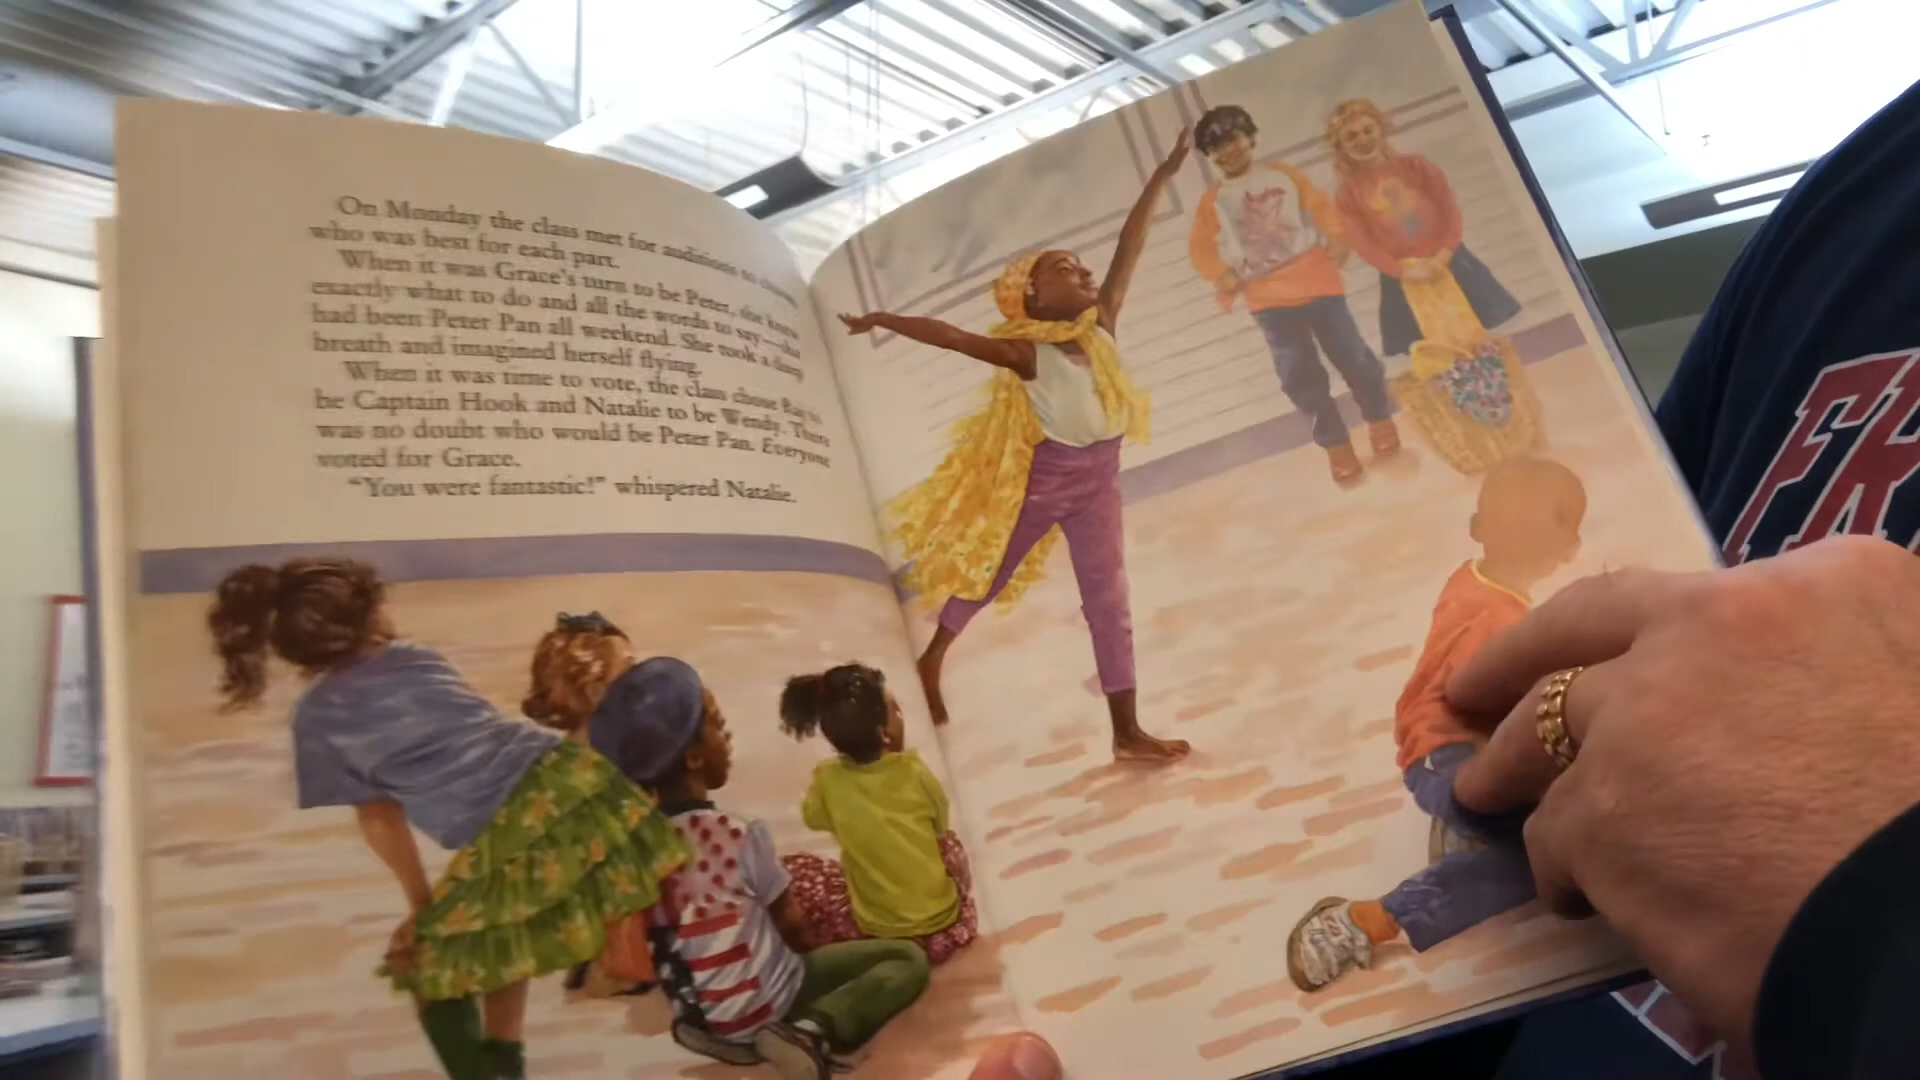 On Monday the class met for auditions to choose
who was best for each part.
When it was Grace's turn to be Peter, she knew
exactly what to do and all the words to say—she
had been Peter Pan all weekend. She took a deep
breath and imagined herself flying.
When it was time to vote, the class chose Raj to
be Captain Hook and Natalie to be Wendy. There
was no doubt who would be Peter Pan. Everyone
voted for Grace.
"You were fantastic!" whispered Natalie.